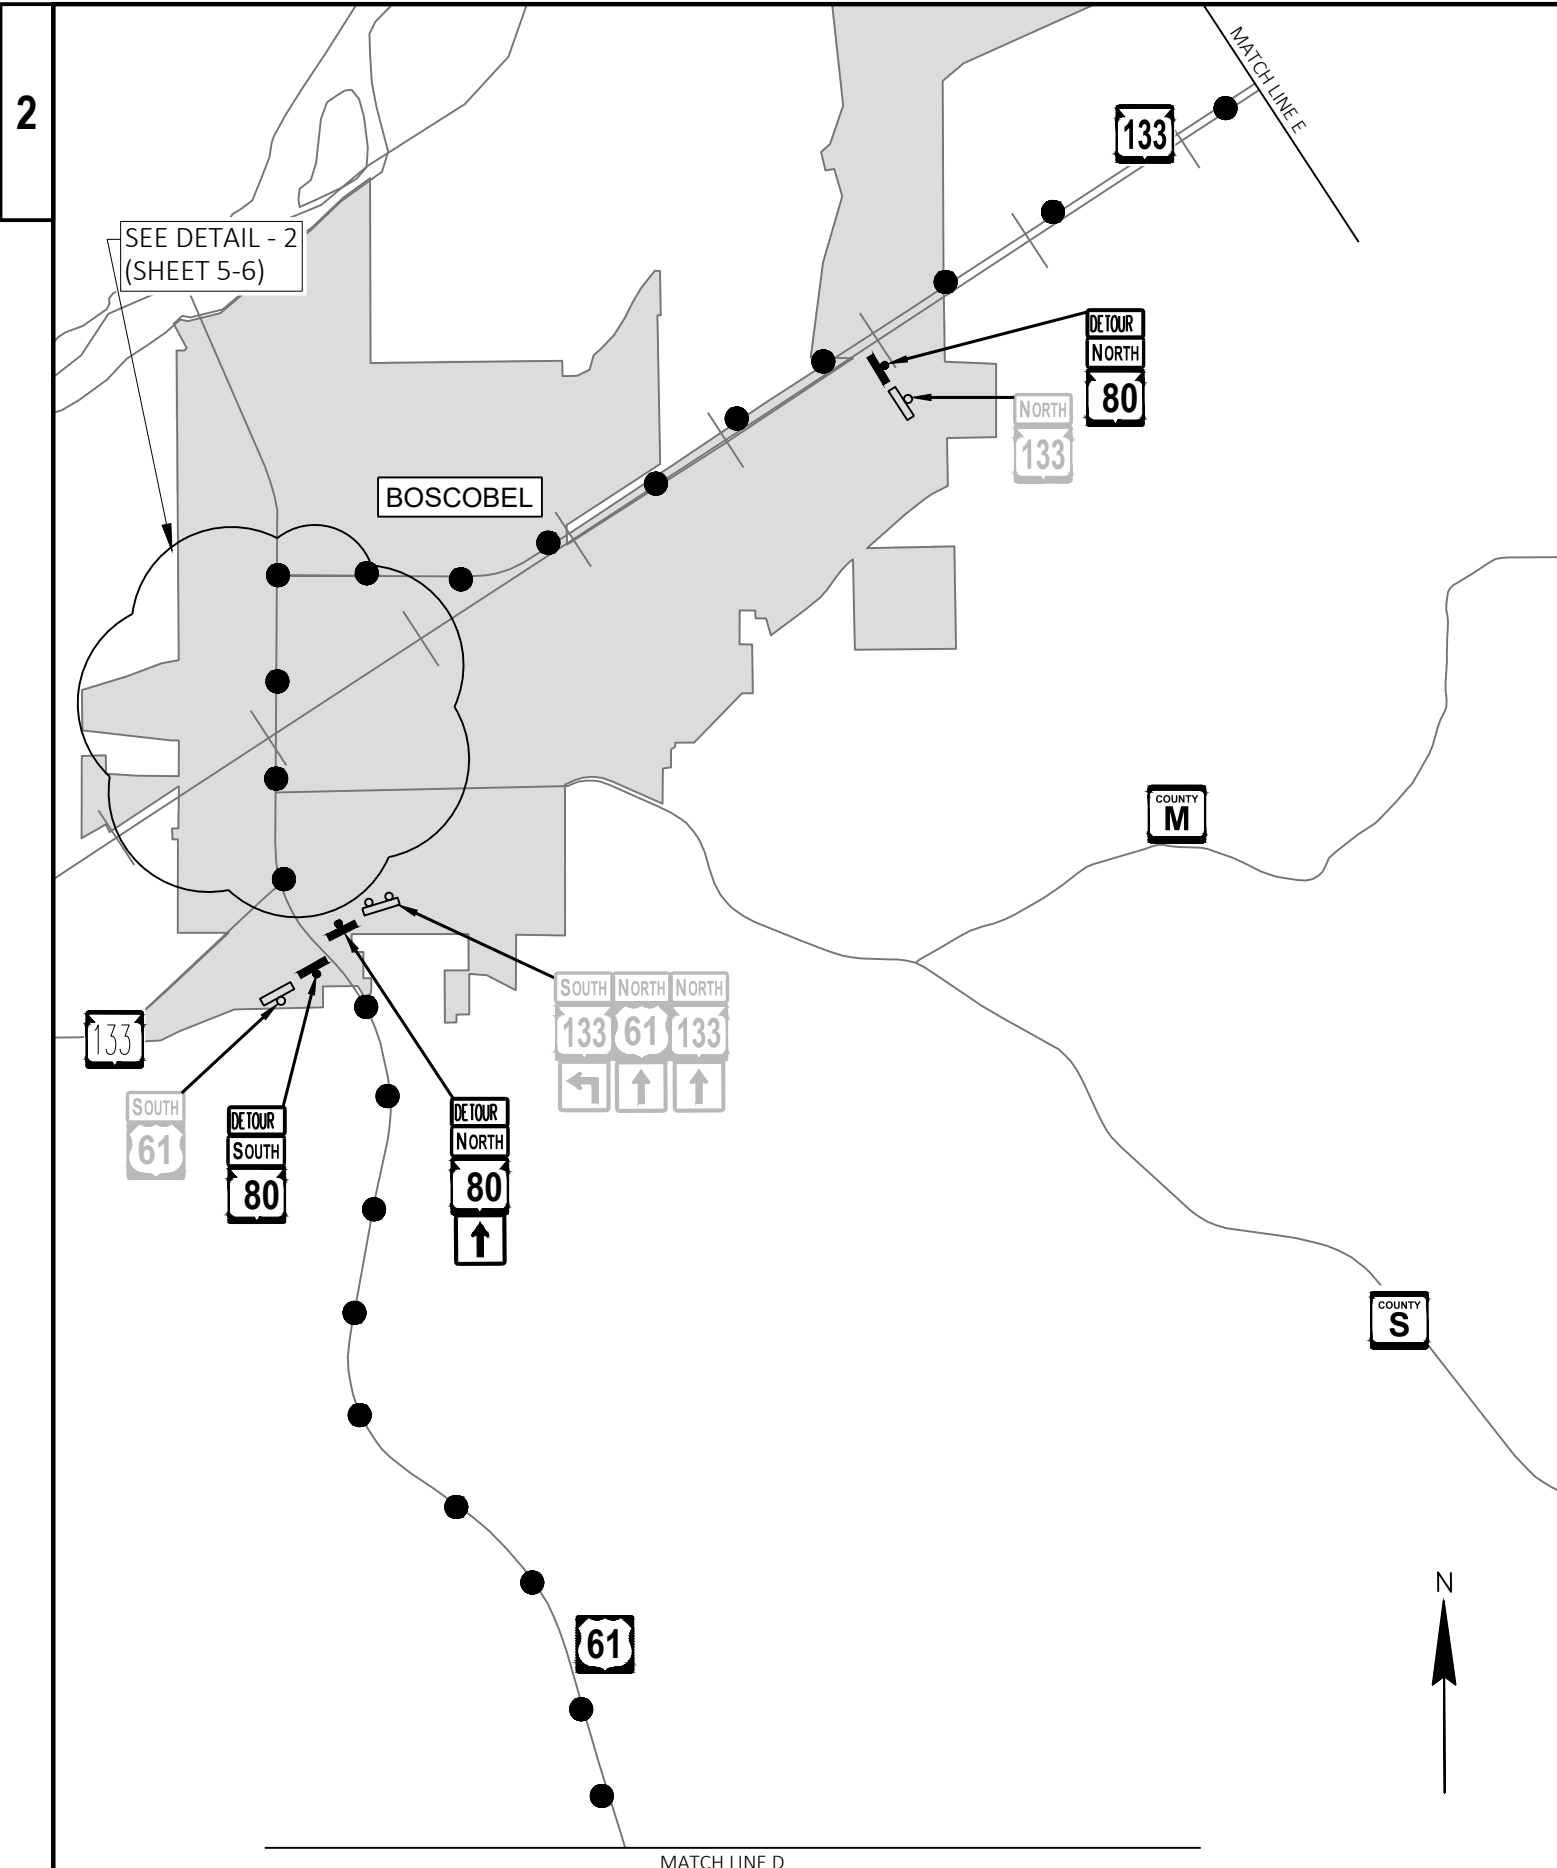 2
MATCH LINE E
133
SEE DETAIL - 2
(SHEET 5-6)
DETOUR
NORTH
80
NORTH
133
BOSCOBEL
COUNTY
M
SOUTH NORTH NORTH
133 61 133
133
SOUTH
61
DETOUR
SOUTH
80
DETOUR
NORTH
80
COUNTY
S
N
61
MATCH LINE D